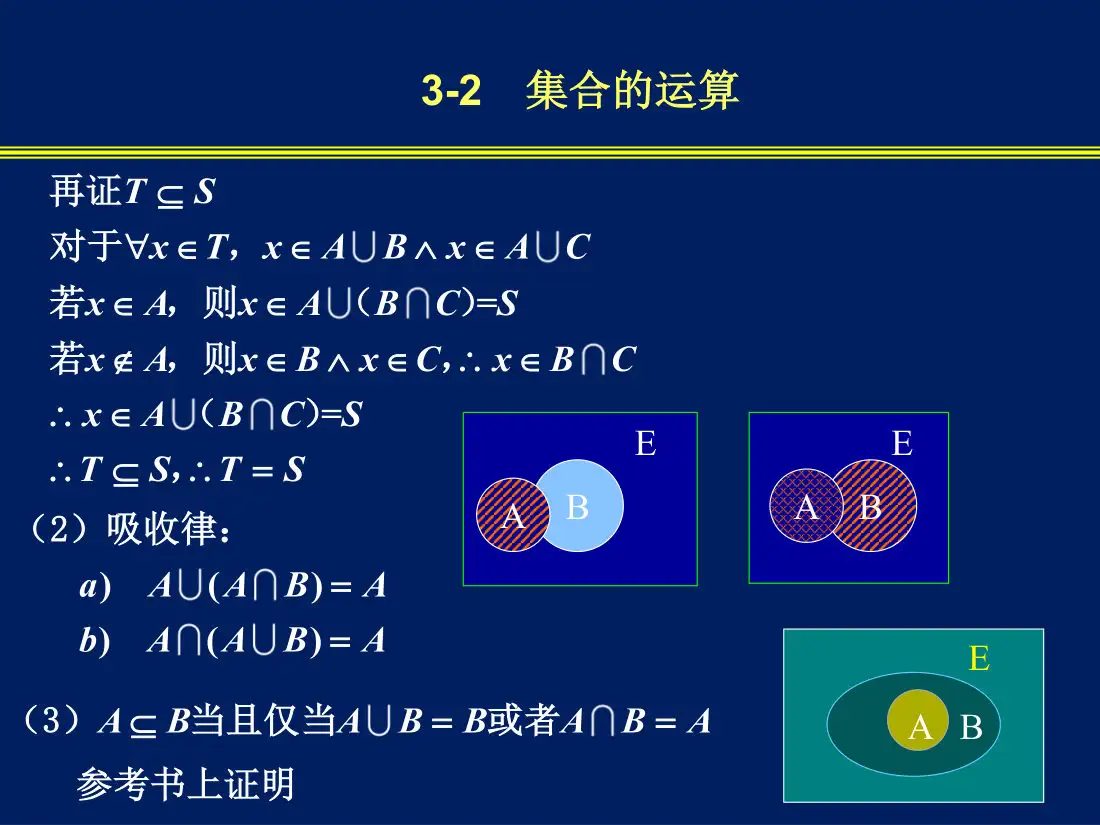 3-2 集合的运算
再证T ⊆ S
对于∀x ∈ T，x ∈ A⋃B ∧ x ∈ A⋃C
若x ∈ A，则x ∈ A⋃（B⋂C）=S
若x ∉ A，则x ∈ B ∧ x ∈ C，∴ x ∈ B⋂C
∴ x ∈ A⋃（B⋂C）=S
∴ T ⊆ S，∴ T = S
（2）吸收律：
a) A⋃(A⋂B) = A
b) A⋂(A⋃B) = A
（3）A ⊆ B当且仅当A⋃B = B或者A⋂B = A
参考书上证明
E
A B
E
A B
E
A B